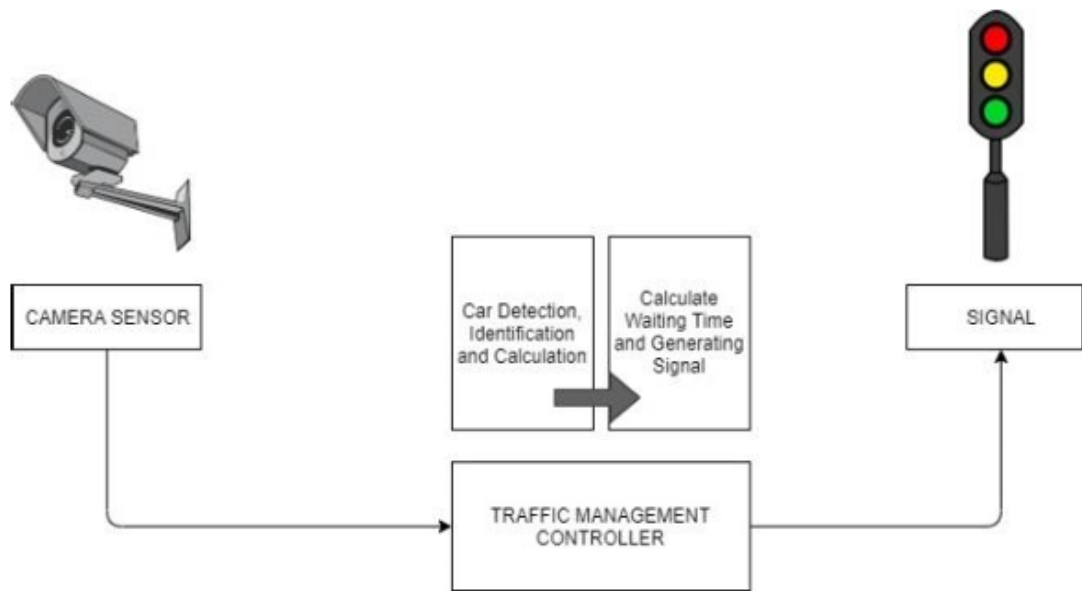 CAMERA SENSOR
Car Detection,
Identification
and Calculation
Calculate
Waiting Time
and Generating
Signal
SIGNAL
TRAFFIC MANAGEMENT
CONTROLLER